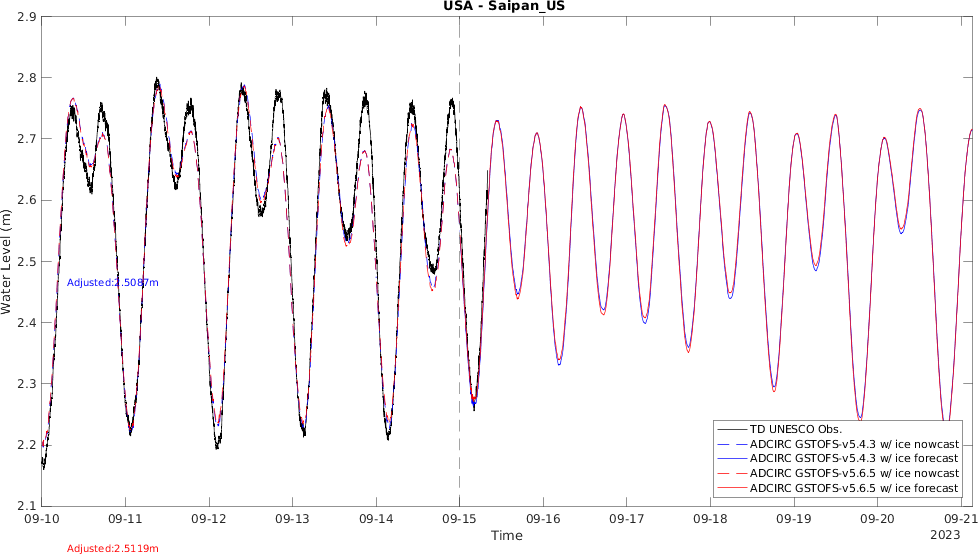 USA - Saipan_US
2.9
2.8
2.7
2.6
2.5
2.4
2.3
2.2
2.1
Water Level (m)
Adjusted:2.5087m
TD UNESCO Obs.
ADCIRC GSTOFS-v5.4.3 w/ ice nowcast
ADCIRC GSTOFS-v5.4.3 w/ ice forecast
ADCIRC GSTOFS-v5.6.5 w/ ice nowcast
ADCIRC GSTOFS-v5.6.5 w/ ice forecast
09-10 09-11 09-12 09-13 09-14 09-15 09-16 09-17 09-18 09-19 09-20 09-21
Time
2023
Adjusted:2.5119m